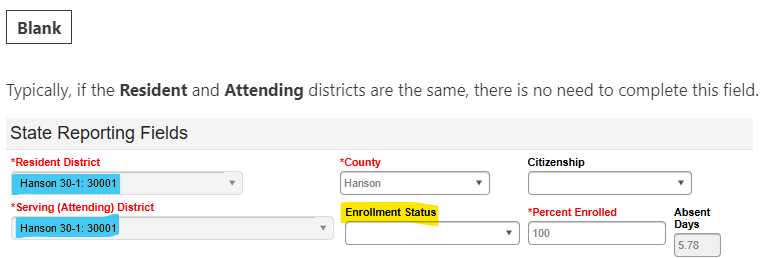 Blank
Typically, if the Resident and Attending districts are the same, there is no need to complete this field.
State Reporting Fields
*Resident District *County Citizenship
Hanson 30-1: 30001 Hanson
*Serving (Attending) District Enrollment Status *Percent Enrolled Absent Days
Hanson 30-1: 30001 100 5.78